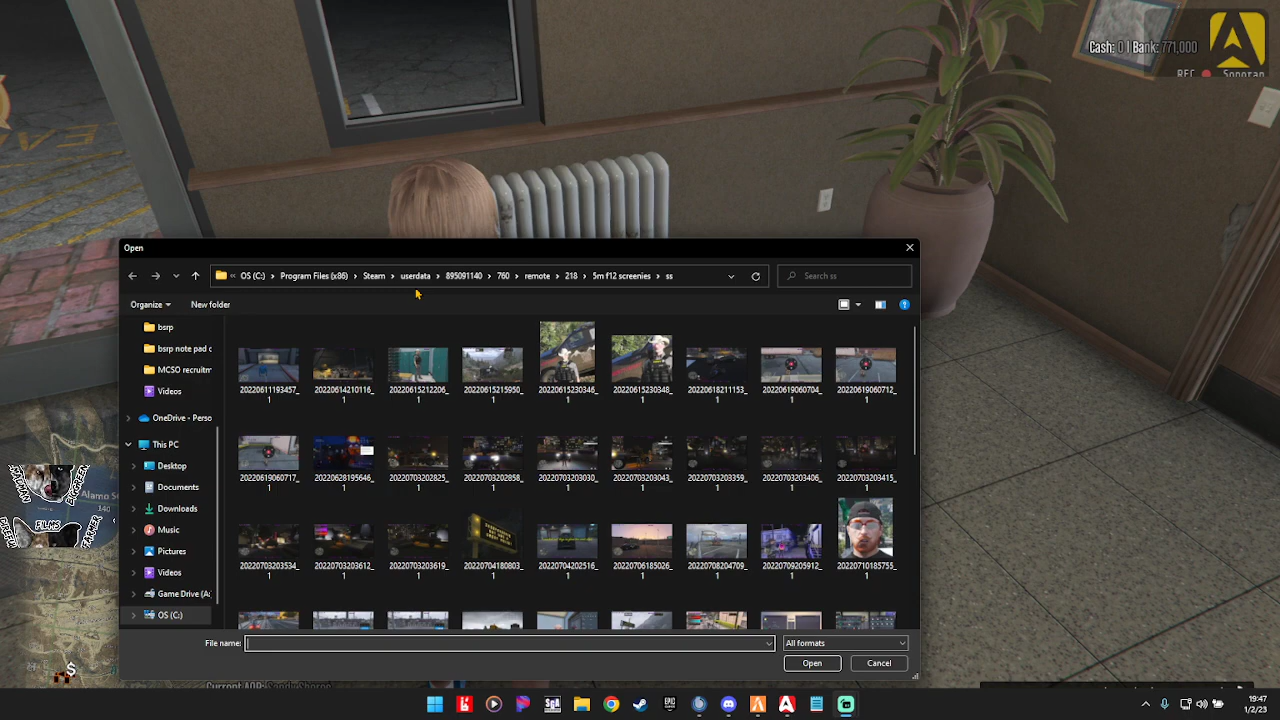 Cash: 0 | Bank: 771,000
REC Sonoran
Open
« OS (C:) › Program Files (x86) › Steam › userdata › 895091140 › 760 › remote › 218 › 5m f12 screenies › ss
Search ss
Organize
New folder
bsrp
bsrp note pad c
MCSO recruitm
Videos
OneDrive - Perso
This PC
Desktop
Documents
Downloads
Music
Pictures
Videos
Game Drive (A:
OS (C:)
20220611193457_1
20220614210116_1
20220615212206_1
20220615215950_1
20220615230346_1
20220615230348_1
20220618211153_1
20220619060704_1
20220619060712_1
20220619060717_1
20220628195646_1
20220703202825_1
20220703202858_1
20220703203030_1
20220703203043_1
20220703203359_1
20220703203406_1
20220703203415_1
20220703203534_1
20220703203612_1
20220703203619_1
20220704180803_1
20220704202516_1
20220706185026_1
20220708204709_1
20220709205912_1
20220710185755_1
File name:
All formats
Open
Cancel
FILMS
Alamo S
19:47
1/2/23